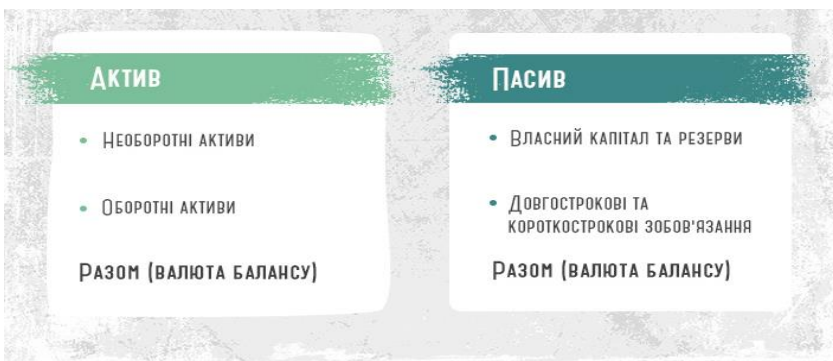 Актив
Необоротні активи
Оборотні активи
Разом (валюта балансу)
Пасив
Власний капітал та резерви
Довгострокові та
короткострокові зобов'язання
Разом (валюта балансу)